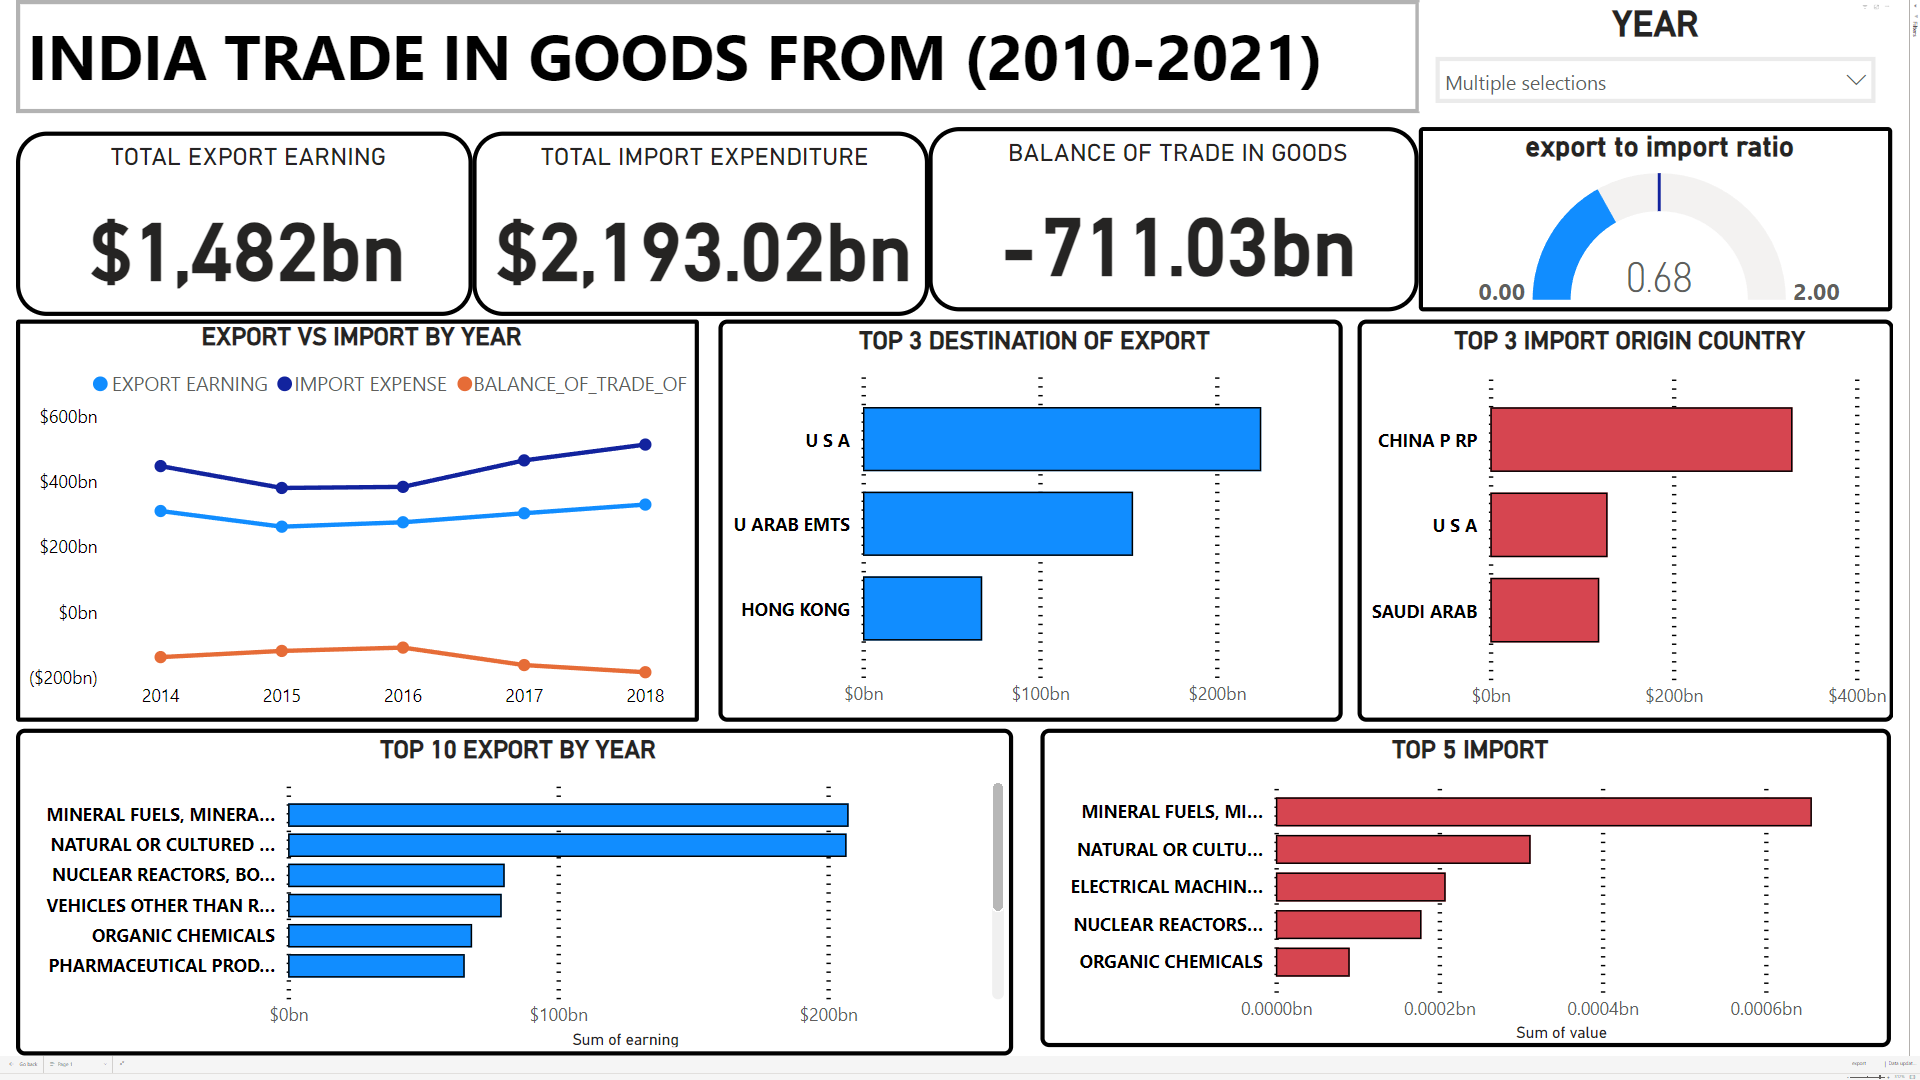 INDIA TRADE IN GOODS FROM (2010-2021)
YEAR
Multiple selections
TOTAL EXPORT EARNING
$1,482bn
TOTAL IMPORT EXPENDITURE
$2,193.02bn
BALANCE OF TRADE IN GOODS
-711.03bn
export to import ratio
0.68
0.00
2.00
EXPORT VS IMPORT BY YEAR
EXPORT EARNING IMPORT EXPENSE BALANCE_OF_TRADE_OF
$600bn
$400bn
$200bn
$0bn
($200bn)
2014 2015 2016 2017 2018
TOP 3 DESTINATION OF EXPORT
U S A
U ARAB EMTS
HONG KONG
$0bn $100bn $200bn
TOP 3 IMPORT ORIGIN COUNTRY
CHINA P RP
U S A
SAUDI ARAB
$0bn $200bn $400bn
TOP 10 EXPORT BY YEAR
MINERAL FUELS, MINERA...
NATURAL OR CULTURED ...
NUCLEAR REACTORS, BO...
VEHICLES OTHER THAN R...
ORGANIC CHEMICALS
PHARMACEUTICAL PROD...
$0bn $100bn $200bn
Sum of earning
TOP 5 IMPORT
MINERAL FUELS, MI...
NATURAL OR CULTU...
ELECTRICAL MACHIN...
NUCLEAR REACTORS...
ORGANIC CHEMICALS
0.0000bn 0.0002bn 0.0004bn 0.0006bn
Sum of value
Go back
Page 1
export